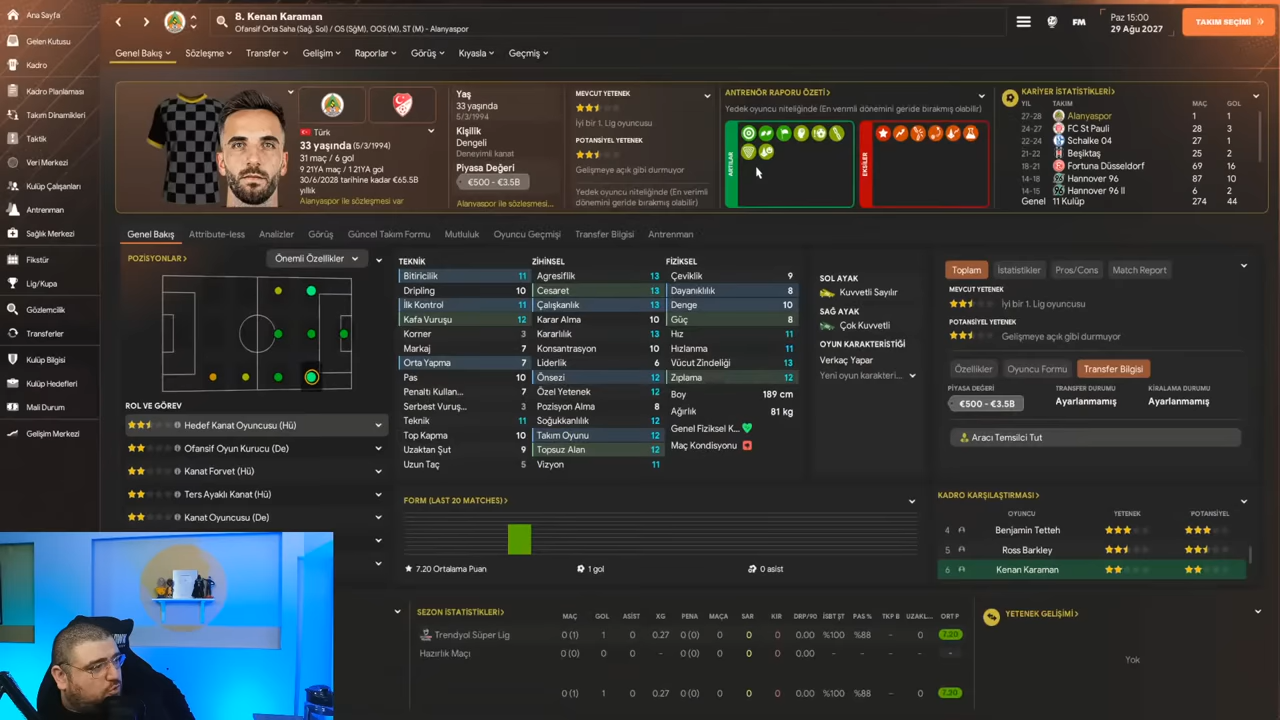 Ana Sayfa
Gelen Kutusu
Kadro
Kadro Planlaması
Takım Dinamikleri
Taktik
Veri Merkezi
Kulüp Çalışanları
Antrenman
Sağlık Merkezi
Fikstür
Lig/Kupa
Gözlemcilik
Transferler
Kulüp Bilgisi
Kulüp Hedefleri
Mali Durum
Gelişim Merkezi
8. Kenan Karaman
Ofansif Orta Saha (Sağ, Sol) / OS (SğM), OOS (M), ST (M) - Alanyaspor
FM
Paz 15:00
29 Ağu 2027
TAKIM SEÇİMİ
Genel Bakış
Sözleşme
Transfer
Gelişim
Raporlar
Görüş
Kıyasla
Geçmiş
Türk
33 yaşında (5/3/1994)
31 maç / 6 gol
9 21YA maçı / 1 21YA gol
30/6/2028 tarihine kadar €65.5B
yıllık
Alanyaspor ile sözleşmesi var
Yaş
33 yaşında
5/3/1994
Kişilik
Dengeli
Deneyimli kanat
Piyasa Değeri
€500 - €3.5B
Alanyaspor ile sözleşmesi...
MEVCUT YETENEK
İyi bir 1. Lig oyuncusu
POTANSİYEL YETENEK
Gelişmeye açık gibi durmuyor
Yedek oyuncu niteliğinde (En verimli
dönemini geride bırakmış olabilir)
ANTRENÖR RAPORU ÖZETİ
Yedek oyuncu niteliğinde (En verimli dönemini geride bırakmış olabilir)
ARTILAR
EKSİLER
KARİYER İSTATİSTİKLERİ
YIL TAKIM MAÇ GOL
27-28 Alanyaspor 1 1
24-27 FC St Pauli 28 3
22-24 Schalke 04 27 1
21-22 Beşiktaş 25 2
18-21 Fortuna Düsseldorf 69 16
14-18 Hannover 96 87 10
14-15 Hannover 96 II 6 2
Genel 11 Kulüp 274 44
Genel Bakış
Attribute-less
Analizler
Görüş
Güncel Takım Formu
Mutluluk
Oyuncu Geçmişi
Transfer Bilgisi
Antrenman
POZİSYONLAR
Önemli Özellikler
ROL VE GÖREV
Hedef Kanat Oyuncusu (Hü)
Ofansif Oyun Kurucu (De)
Kanat Forvet (Hü)
Ters Ayaklı Kanat (Hü)
Kanat Oyuncusu (De)
TEKNİK
Bitiricilik 11
Dripling 10
İlk Kontrol 11
Kafa Vuruşu 12
Korner 3
Markaj 7
Orta Yapma 7
Pas 10
Penaltı Kullan... 7
Serbest Vuruş... 3
Teknik 11
Top Kapma 10
Uzaktan Şut 9
Uzun Taç 5
ZİHİNSEL
Agresiflik 13
Cesaret 13
Çalışkanlık 13
Karar Alma 10
Kararlılık 13
Konsantrasyon 10
Liderlik 6
Önsezi 12
Özel Yetenek 12
Pozisyon Alma 8
Soğukkanlılık 12
Takım Oyunu 12
Topsuz Alan 12
Vizyon 11
FİZİKSEL
Çeviklik 9
Dayanıklılık 8
Denge 10
Güç 8
Hız 11
Hızlanma 11
Vücut Zindeliği 13
Zıplama 12
Boy 189 cm
Ağırlık 81 kg
Genel Fiziksel K...
Maç Kondisyonu
SOL AYAK
Kuvvetli Sayılır
SAĞ AYAK
Çok Kuvvetli
OYUN KARAKTERİSTİĞİ
Verkaç Yapar
Yeni oyun karakteri...
Toplam
İstatistikler
Pros/Cons
Match Report
MEVCUT YETENEK
İyi bir 1. Lig oyuncusu
POTANSİYEL YETENEK
Gelişmeye açık gibi durmuyor
Özellikler
Oyuncu Formu
Transfer Bilgisi
PİYASA DEĞERİ
€500 - €3.5B
TRANSFER DURUMU
Ayarlanmamış
KİRALAMA DURUMU
Ayarlanmamış
Aracı Temsilci Tut
FORM (LAST 20 MATCHES)
7.20 Ortalama Puan
1 gol
0 asist
KADRO KARŞILAŞTIRMASI
OYUNCU YETENEK POTANSİYEL
4 Benjamin Tetteh
5 Ross Barkley
6 Kenan Karaman
SEZON İSTATİSTİKLERİ
MAÇ GOL ASİST XG PENA MAÇA SAR KIR DRP/90 İSBT ŞT PAS % TKP B UZAKL... ORT P
Trendyol Süper Lig 0 (1) 1 0 0.27 0 (0) 0 0 0 0.00 %100 %88 - 0 7.20
Hazırlık Maçı 0 (0) 0 0 - 0 (0) 0 0 0 0.00 - - - 0 -
0 (1) 1 0 0.27 0 (0) 0 0 0 0.00 %100 %88 - 0 7.20
YETENEK GELİŞİMİ
Yok